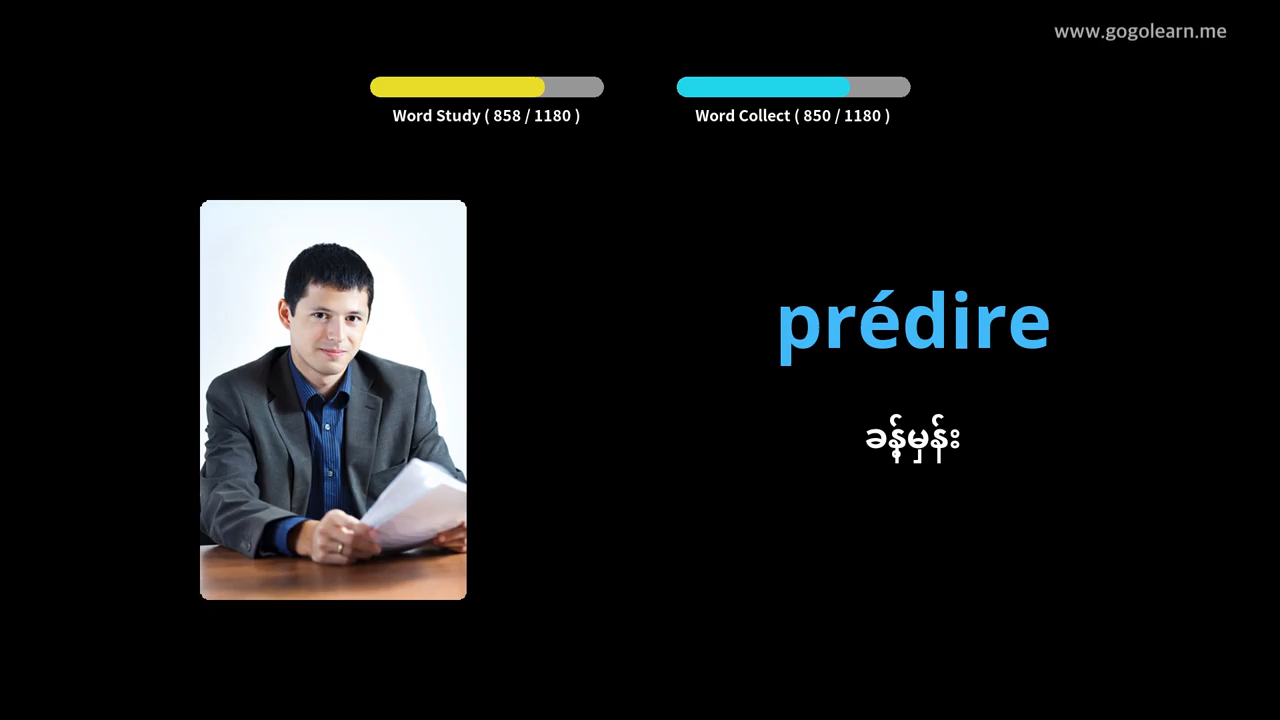 www.gogolearn.me
Word Study ( 858 / 1180 )
Word Collect ( 850 / 1180 )
prédire
ခန့်မှန်း